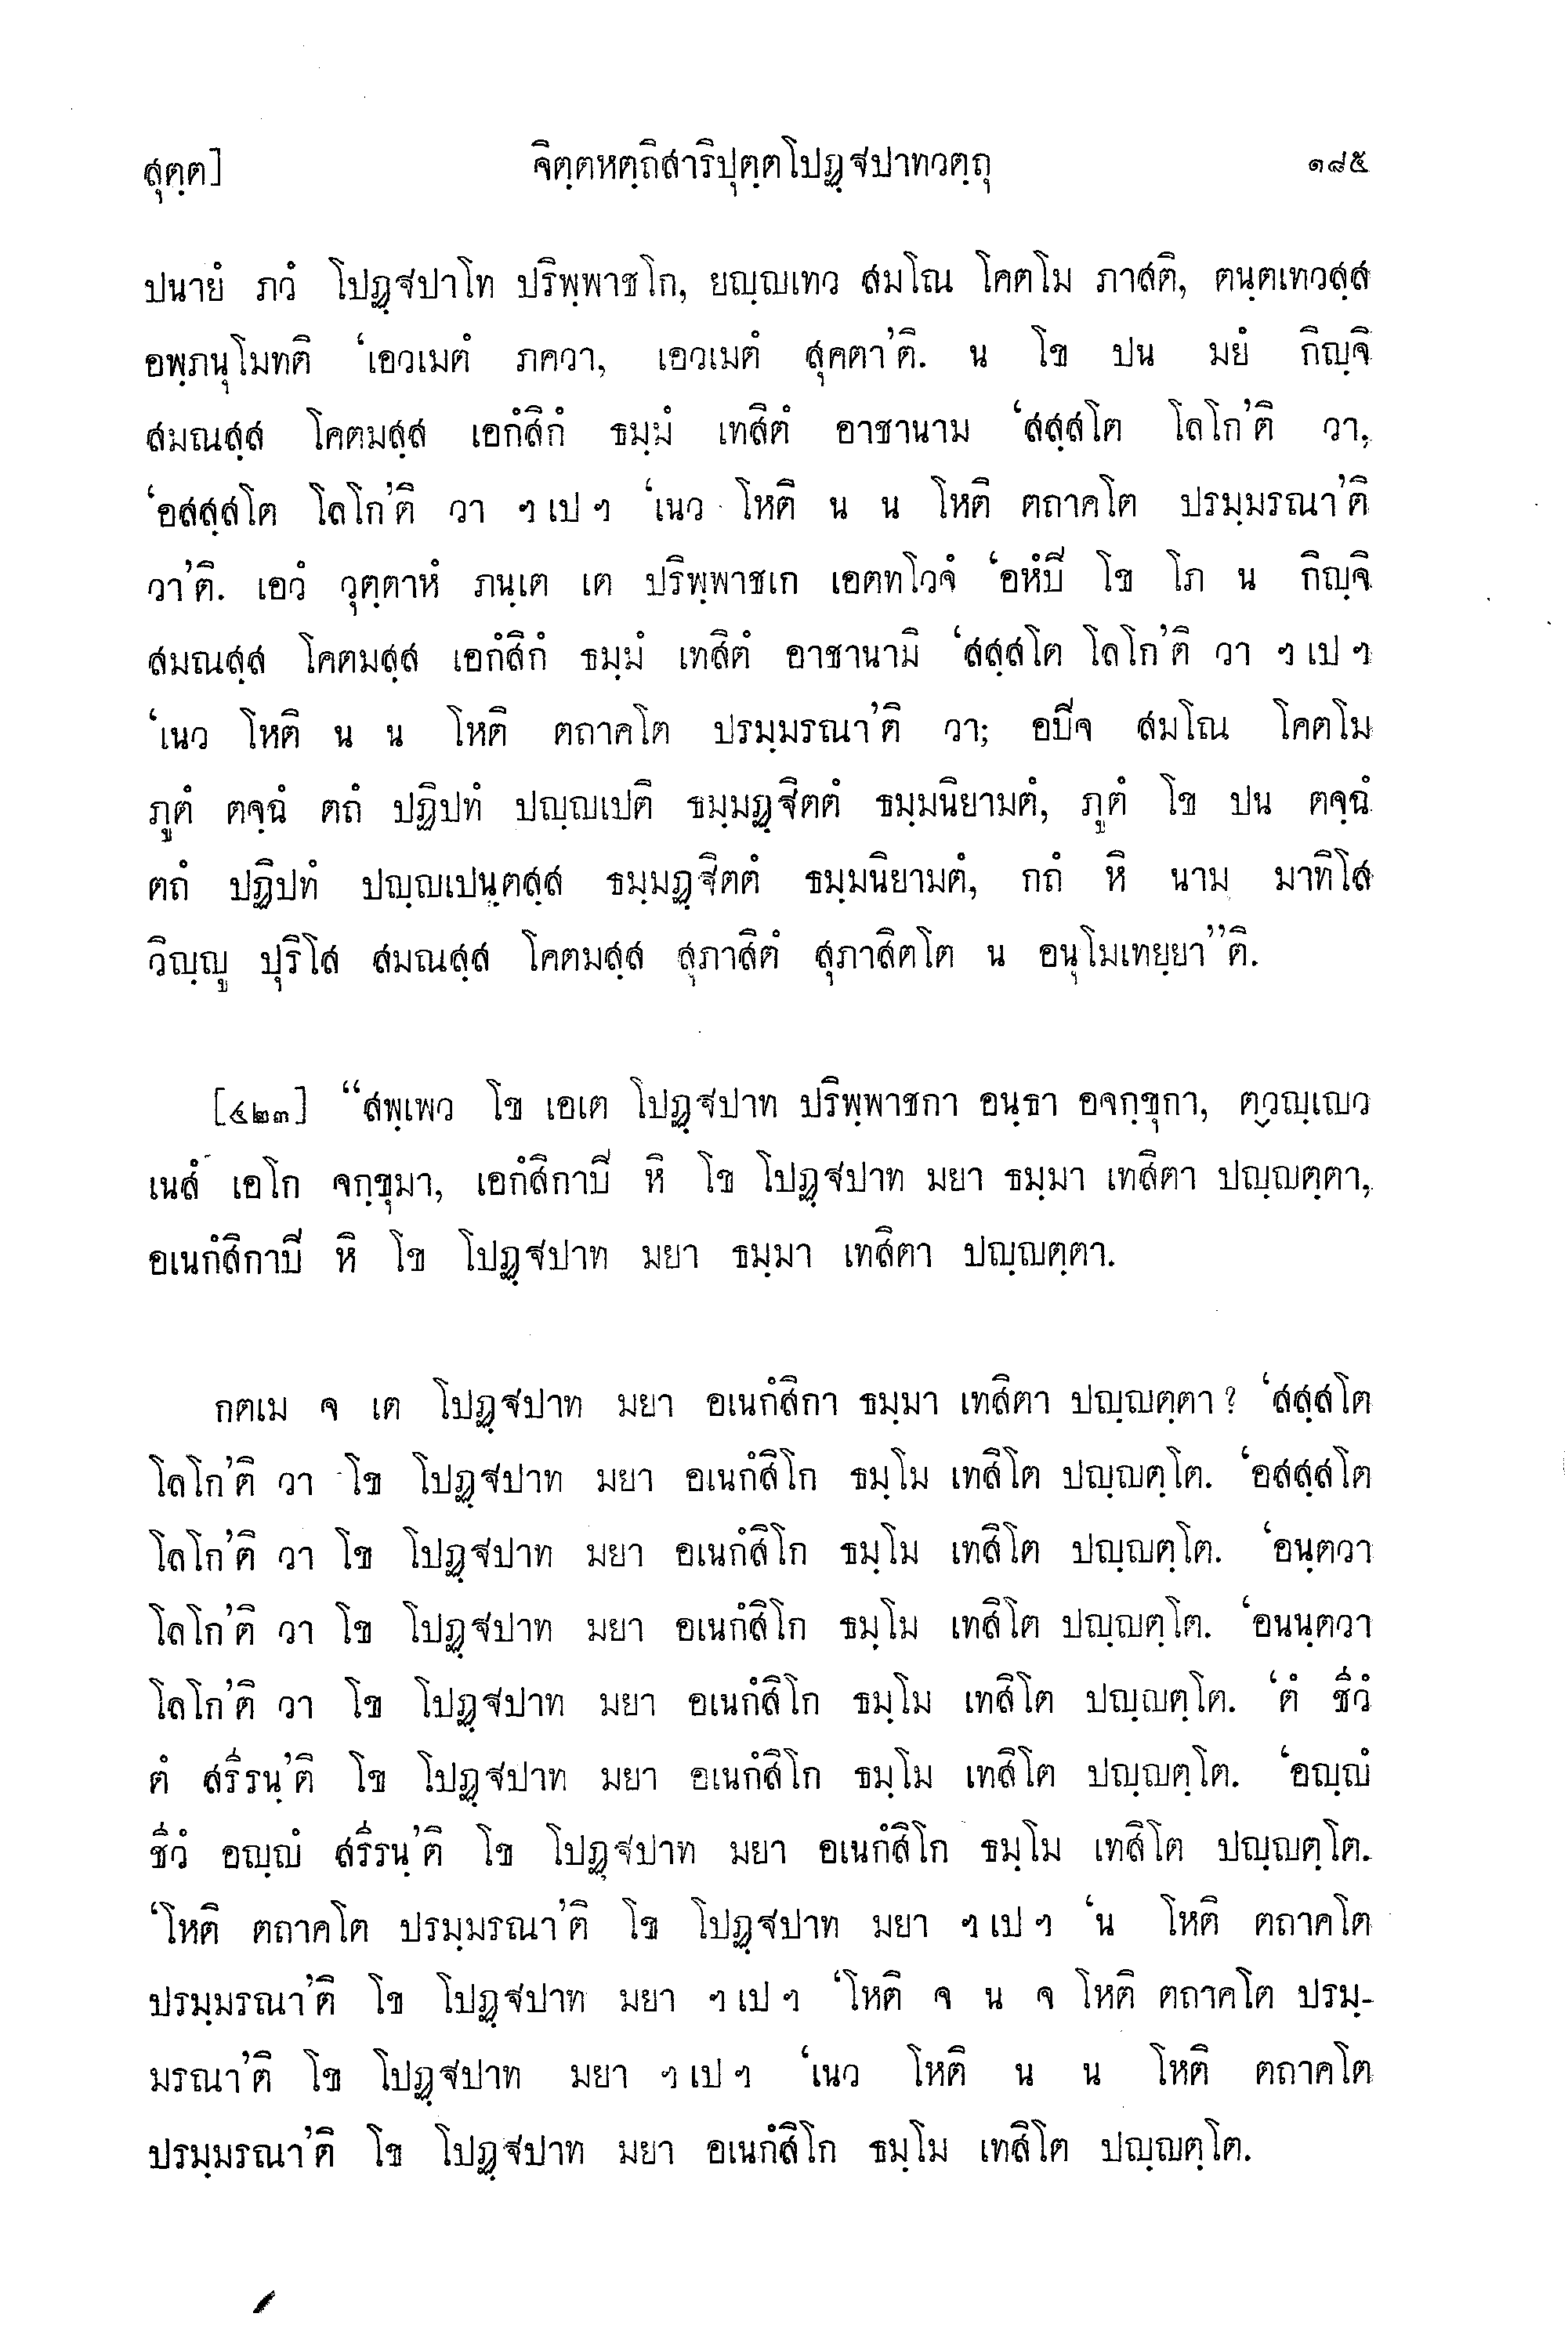 สุตฺต]	จิตฺตหตฺถิสาริปุตฺตโปฏฺฐปาทวตฺถุ	๑๘๕
ปนายํ ภวํ โปฏฺฐปาโท ปริพฺพาชโก, ยญฺญเทว สมโณ โคตโม ภาสติ, ตนฺตเทวสฺส
อพฺภนุโมทติ ‘เอวเมตํ ภควา, เอวเมตํ สุคตา’ติ. น โข ปน มยํ กิญฺจิ
สมณสฺส โคตมสฺส เอกํสิกํ ธมฺมํ เทสิตํ อาชานาม ‘สสฺสโต โลโก’ติ วา,
‘อสสฺสโต โลโก’ติ วา ฯ เป ฯ ‘เนว โหติ น น โหติ ตถาคโต ปรมฺมรณา’ติ
วา’ติ. เอวํ วุตฺตาหํ ภนฺเต เต ปริพฺพาชเก เอตทโวจํ ‘อหํปี โข โภ น กิญฺจิ
สมณสฺส โคตมสฺส เอกํสิกํ ธมฺมํ เทสิตํ อาชานามิ ‘สสฺสโต โลโก’ติ วา ฯ เป ฯ
‘เนว โหติ น น โหติ ตถาคโต ปรมฺมรณา’ติ วา; อปิจ สมโณ โคตโม
ภูตํ ตจฺฉํ ตถํ ปฏิปทํ ปญฺญเปติ ธมฺมฏฺฐิตตํ ธมฺมนิยามตํ, ภูตํ โข ปน ตจฺฉํ
ตถํ ปฏิปทํ ปญฺญเปนฺตสฺส ธมฺมฏฺฐิตตํ ธมฺมนิยามตํ, กถํ หิ นาม มาทิโส
วิญฺญู ปุริโส สมณสฺส โคตมสฺส สุภาสิตํ สุภาสิตโต น อนุโมเทยฺยา”ติ.
[๔๒๓] “สพฺเพว โข เอเต โปฏฺฐปาท ปริพฺพาชกา อนฺธา อจกฺขุกา, ตฺวญฺเญว
เนสํ เอโก จกฺขุมา, เอกํสิกาปิ หิ โข โปฏฺฐปาท มยา ธมฺมา เทสิตา ปญฺญตฺตา,
อเนกํสิกาปิ หิ โข โปฏฺฐปาท มยา ธมฺมา เทสิตา ปญฺญตฺตา.
กตเม จ เต โปฏฺฐปาท มยา อเนกํสิกา ธมฺมา เทสิตา ปญฺญตฺตา? ‘สสฺสโต
โลโก’ติ วา โข โปฏฺฐปาท มยา อเนกํสิโก ธมฺโม เทสิโต ปญฺญตฺโต. ‘อสสฺสโต
โลโก’ติ วา โข โปฏฺฐปาท มยา อเนกํสิโก ธมฺโม เทสิโต ปญฺญตฺโต. ‘อนฺตวา
โลโก’ติ วา โข โปฏฺฐปาท มยา อเนกํสิโก ธมฺโม เทสิโต ปญฺญตฺโต. ‘อนนฺตวา
โลโก’ติ วา โข โปฏฺฐปาท มยา อเนกํสิโก ธมฺโม เทสิโต ปญฺญตฺโต. ‘ตํ ชีวํ
ตํ สรีรนฺ’ติ โข โปฏฺฐปาท มยา อเนกํสิโก ธมฺโม เทสิโต ปญฺญตฺโต. ‘อญฺญํ
ชีวํ อญฺญํ สรีรนฺ’ติ โข โปฏฺฐปาท มยา อเนกํสิโก ธมฺโม เทสิโต ปญฺญตฺโต.
‘โหติ ตถาคโต ปรมฺมรณา’ติ โข โปฏฺฐปาท มยา ฯ เป ฯ ‘น โหติ ตถาคโต
ปรมฺมรณา’ติ โข โปฏฺฐปาท มยา ฯ เป ฯ ‘โหติ จ น จ โหติ ตถาคโต ปรมฺ-
มรณา’ติ โข โปฏฺฐปาท มยา ฯ เป ฯ ‘เนว โหติ น น โหติ ตถาคโต
ปรมฺมรณา’ติ โข โปฏฺฐปาท มยา อเนกํสิโก ธมฺโม เทสิโต ปญฺญตฺโต.